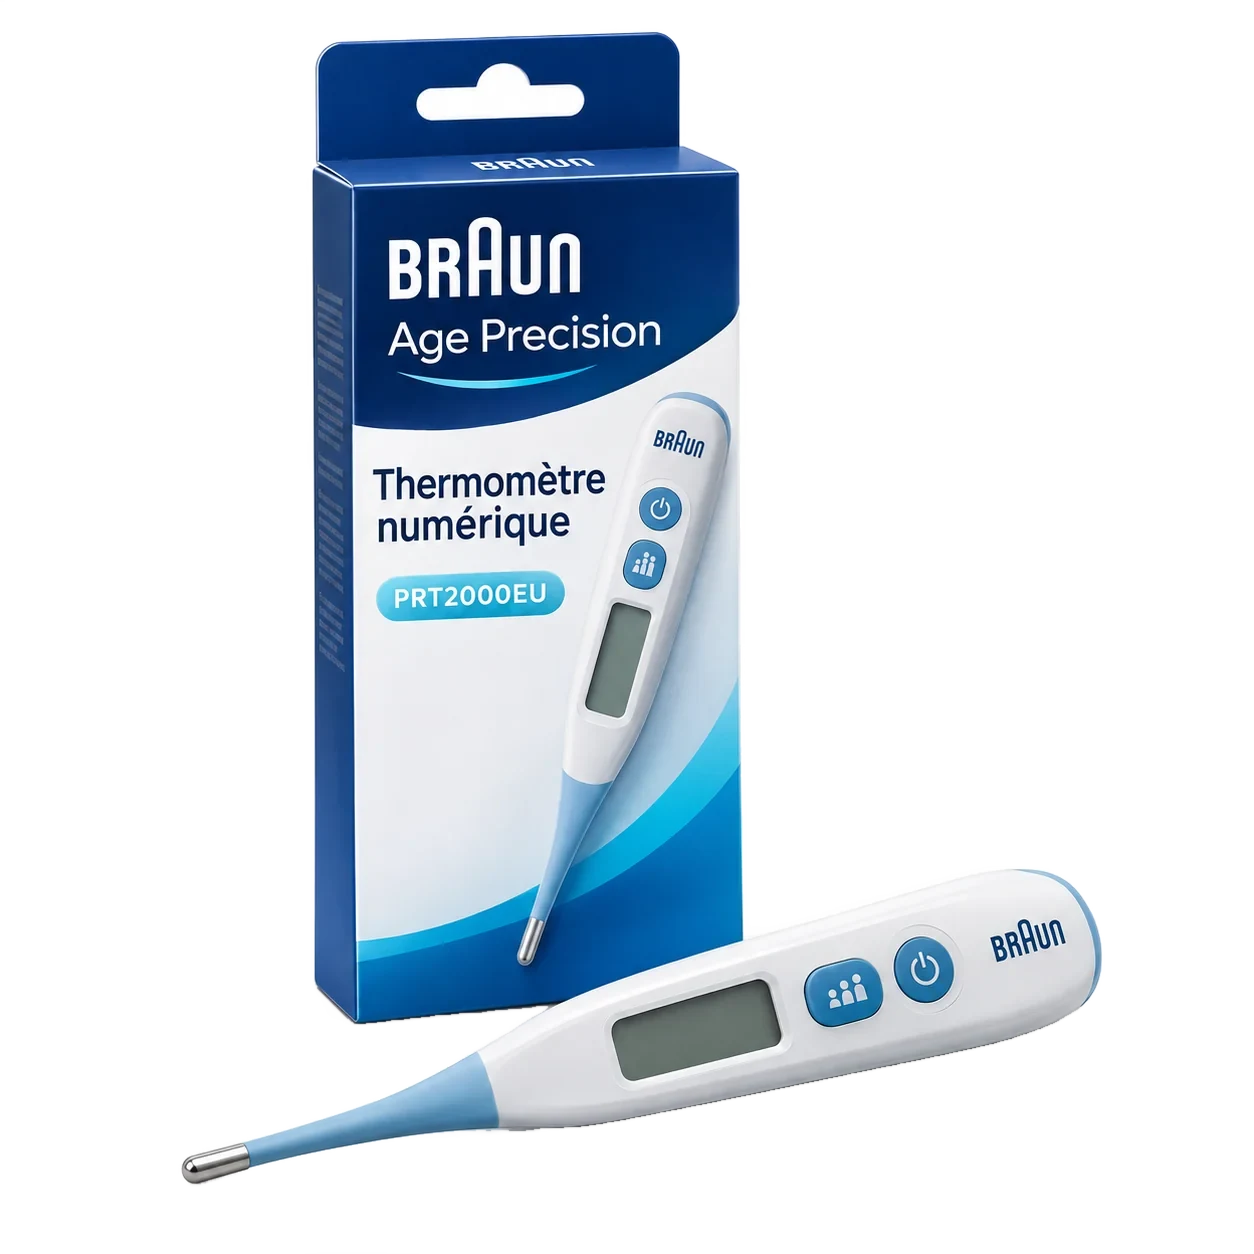 BRAUN
BRAUN
Age Precision
Thermomètre
numérique
PRT2000EU
BRAUN
BRAUN